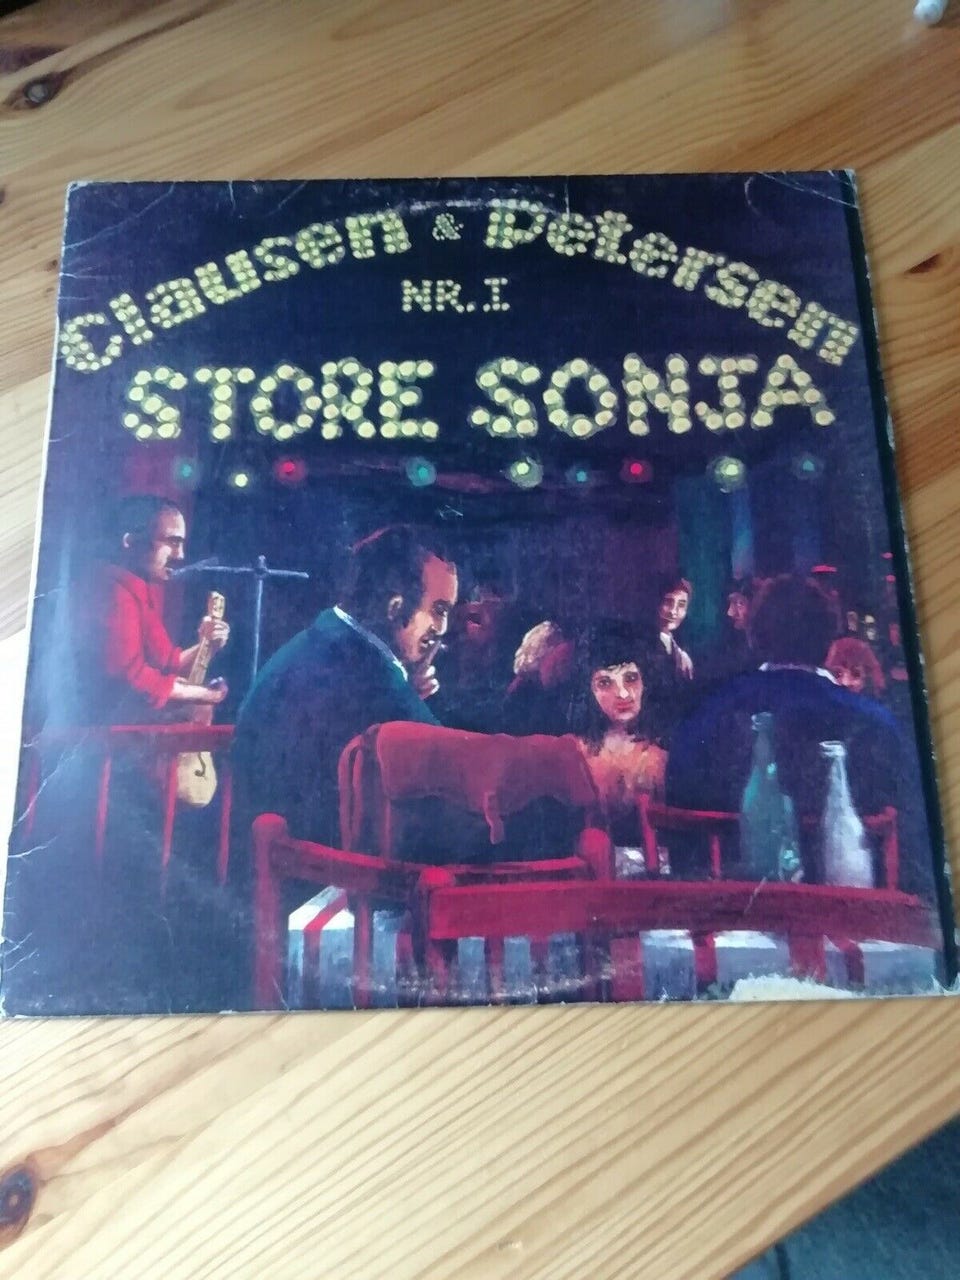 Clausen & Petersen
NR.I
STORE SONJA